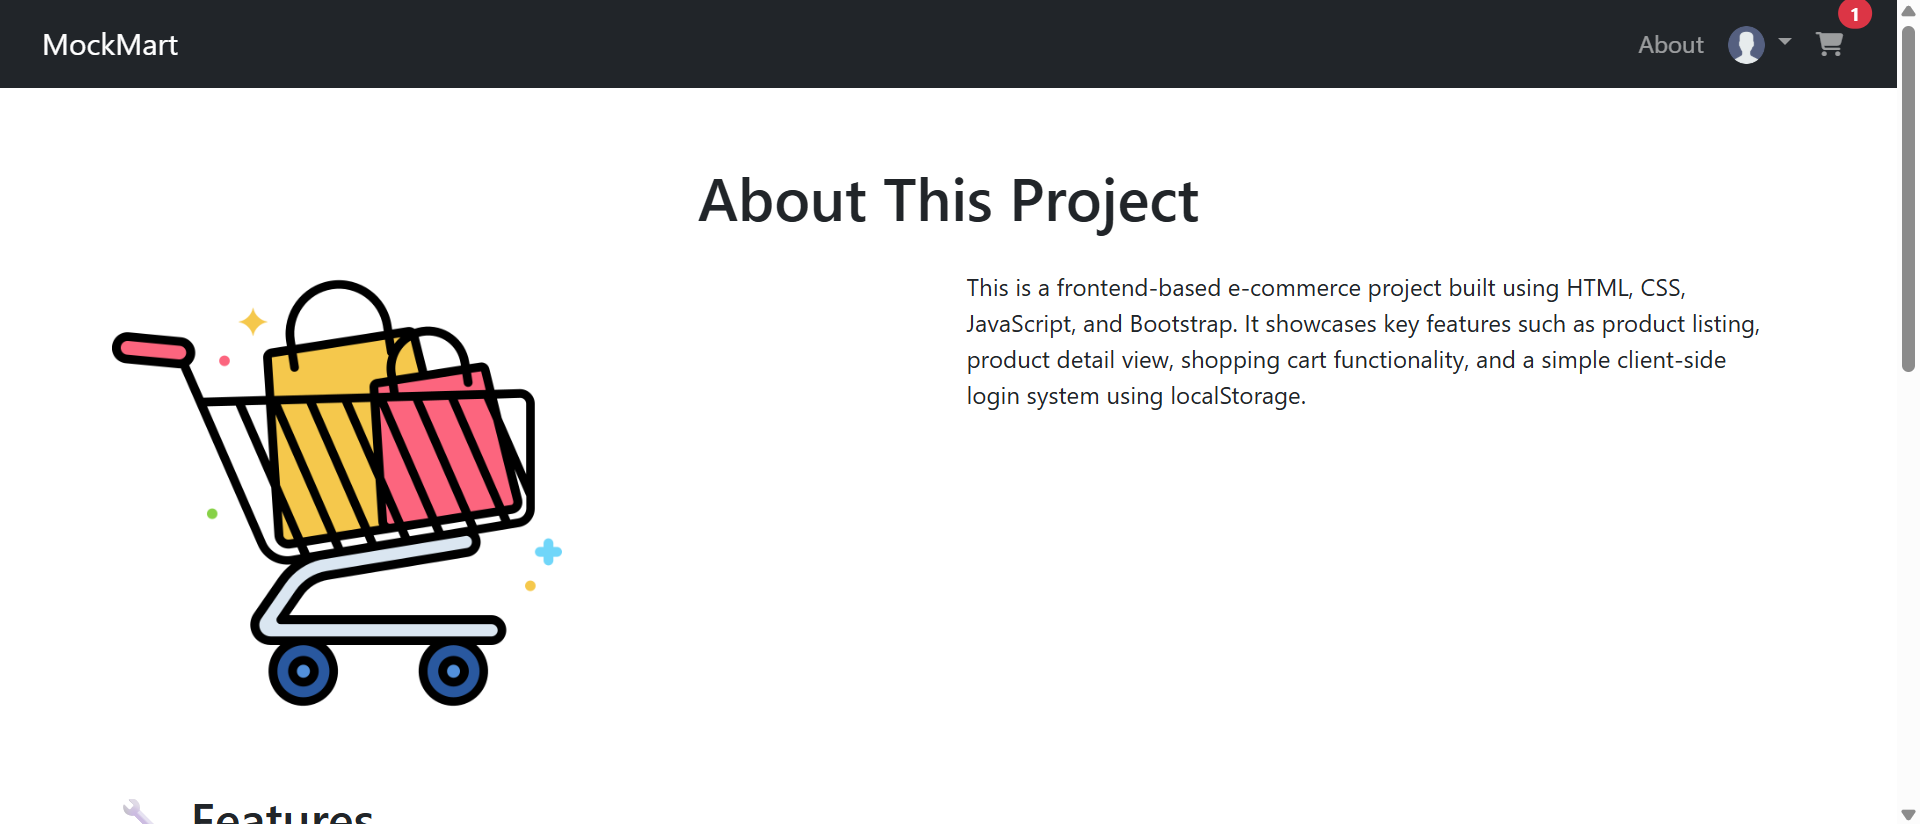 MockMart
About
1
About This Project
This is a frontend-based e-commerce project built using HTML, CSS,
JavaScript, and Bootstrap. It showcases key features such as product listing,
product detail view, shopping cart functionality, and a simple client-side
login system using localStorage.
Features